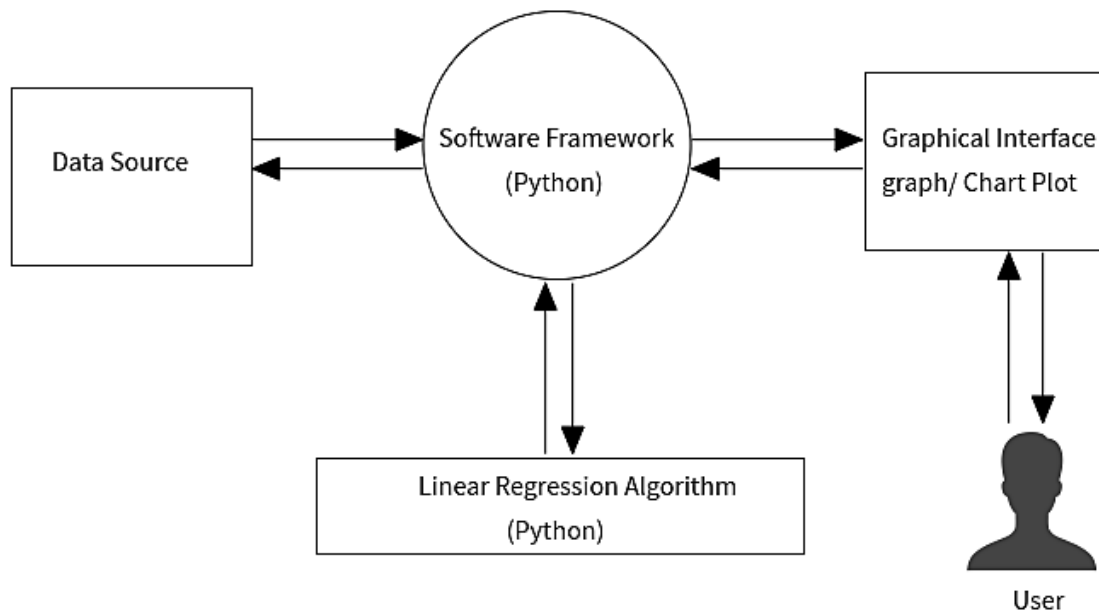 Data Source
Software Framework
(Python)
Graphical Interface
graph/ Chart Plot
Linear Regression Algorithm
(Python)
User